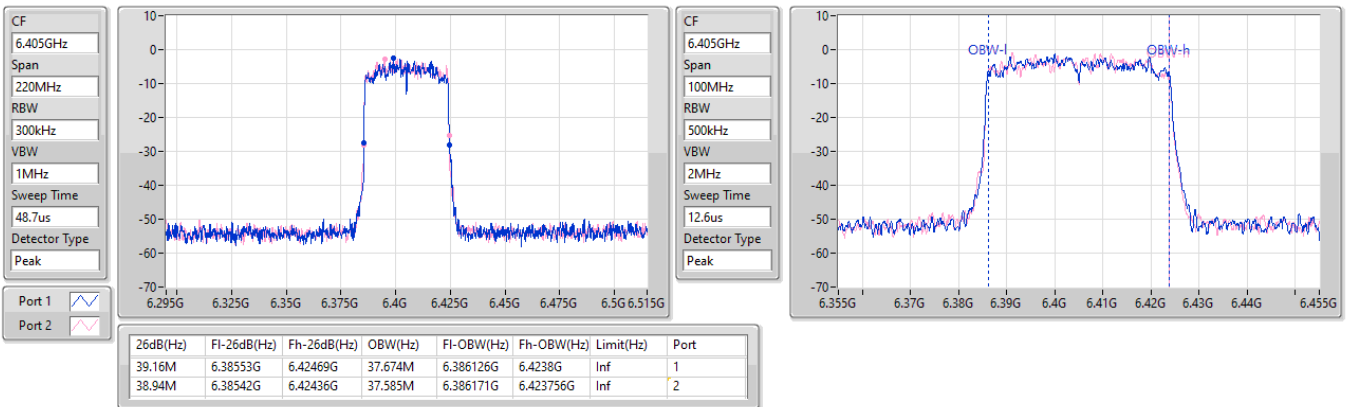 CF
6.405GHz
Span
220MHz
RBW
300kHz
VBW
1MHz
Sweep Time
48.7us
Detector Type
Peak
Port 1
Port 2
10-
0-
-10-
-20-
-30-
-40-
-50-
-60-
-70-
6.295G 6.325G 6.35G 6.375G 6.4G 6.425G 6.45G 6.475G 6.5G 6.515G
CF
6.405GHz
Span
100MHz
RBW
500kHz
VBW
2MHz
Sweep Time
12.6us
Detector Type
Peak
10-
0-
-10-
-20-
-30-
-40-
-50-
-60-
-70-
OBW-l OBW-h
6.355G 6.37G 6.38G 6.39G 6.4G 6.41G 6.42G 6.43G 6.44G 6.455G
26dB(Hz) Fl-26dB(Hz) Fh-26dB(Hz) OBW(Hz) Fl-OBW(Hz) Fh-OBW(Hz) Limit(Hz) Port
39.16M 6.38553G 6.42469G 37.674M 6.386126G 6.4238G Inf 1
38.94M 6.38542G 6.42436G 37.585M 6.386171G 6.423756G Inf 2